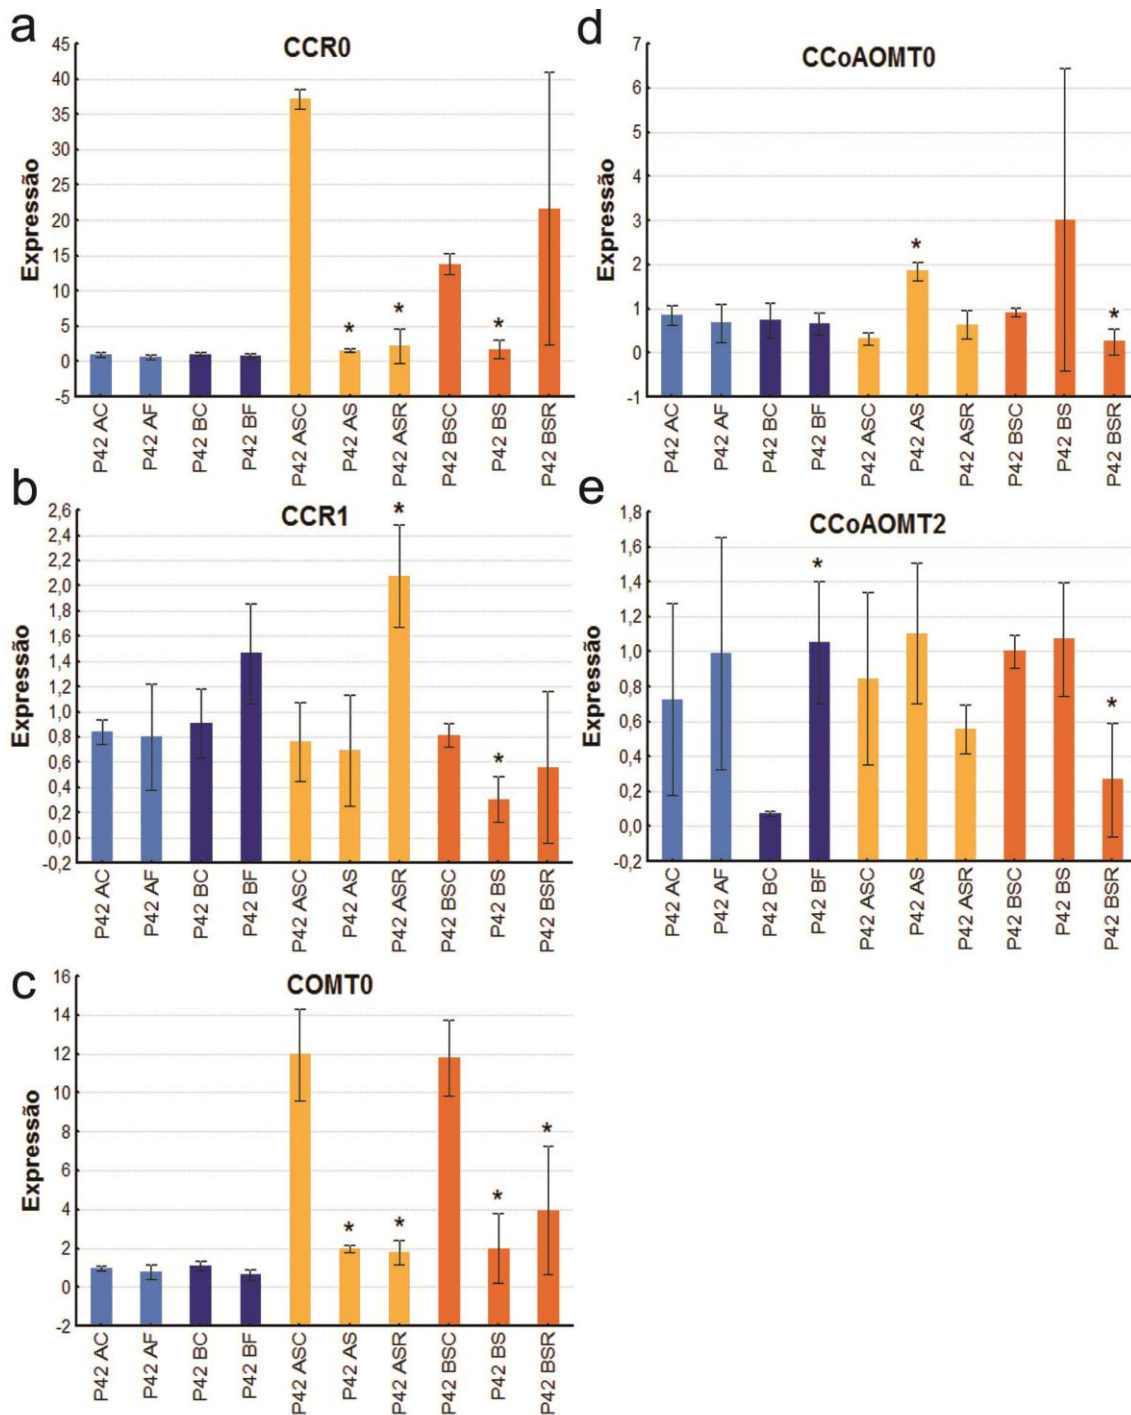 a
CCR0
Expressão
45
40
35
30
25
20
15
10
5
0
-5
* * *
P42 AC P42 AF P42 BC P42 BF P42 ASC P42 AS P42 ASR P42 BSC P42 BS P42 BSR
d
CCoAOMT0
Expressão
7
6
5
4
3
2
1
0
-1
* *
P42 AC P42 AF P42 BC P42 BF P42 ASC P42 AS P42 ASR P42 BSC P42 BS P42 BSR
b
CCR1
Expressão
2,6
2,4
2,2
2,0
1,8
1,6
1,4
1,2
1,0
0,8
0,6
0,4
0,2
0,0
-0,2
* *
P42 AC P42 AF P42 BC P42 BF P42 ASC P42 AS P42 ASR P42 BSC P42 BS P42 BSR
e
CCoAOMT2
Expressão
1,8
1,6
1,4
1,2
1,0
0,8
0,6
0,4
0,2
0,0
-0,2
* *
P42 AC P42 AF P42 BC P42 BF P42 ASC P42 AS P42 ASR P42 BSC P42 BS P42 BSR
c
COMT0
Expressão
16
14
12
10
8
6
4
2
0
-2
* * * *
P42 AC P42 AF P42 BC P42 BF P42 ASC P42 AS P42 ASR P42 BSC P42 BS P42 BSR